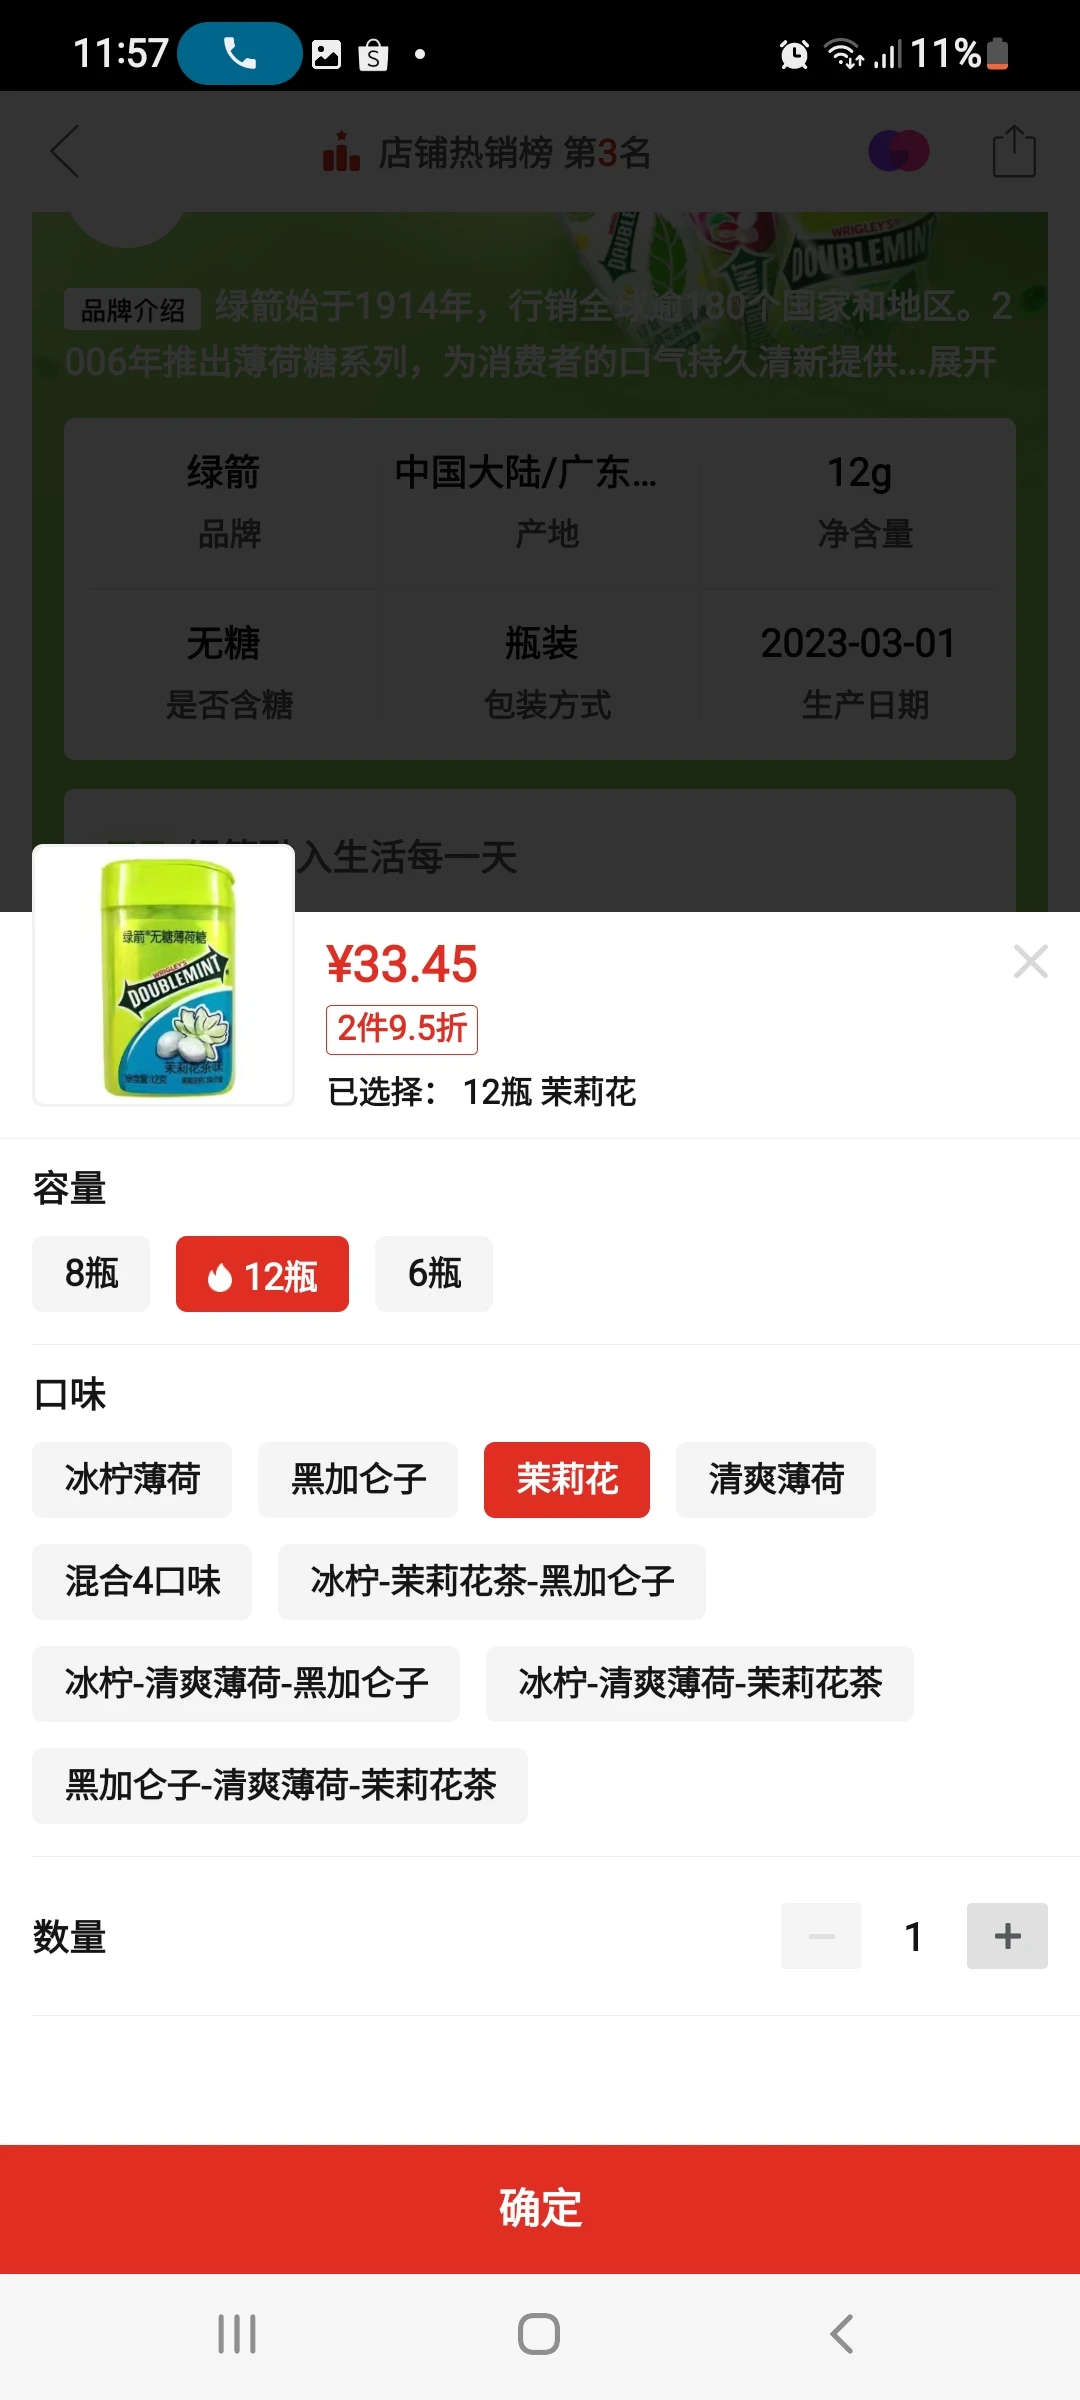 11:57
11%
店铺热销榜 第3名
WRIGLEY'S
DOUBLE
DOUBLEMINT
品牌介绍 绿箭始于1914年，行销全球逾180个国家和地区。2
006年推出薄荷糖系列，为消费者的口气持久清新提供...展开
绿箭 中国大陆/广东... 12g
品牌 产地 净含量
无糖 瓶装 2023-03-01
是否含糖 包装方式 生产日期
入生活每一天
绿箭®无糖薄荷糖
WRIGLEY'S
DOUBLEMINT
茉莉花茶味
净含量:12克
¥33.45
2件9.5折
已选择： 12瓶 茉莉花
容量
8瓶 12瓶 6瓶
口味
冰柠薄荷 黑加仑子 茉莉花 清爽薄荷
混合4口味 冰柠-茉莉花茶-黑加仑子
冰柠-清爽薄荷-黑加仑子 冰柠-清爽薄荷-茉莉花茶
黑加仑子-清爽薄荷-茉莉花茶
数量 1
确定